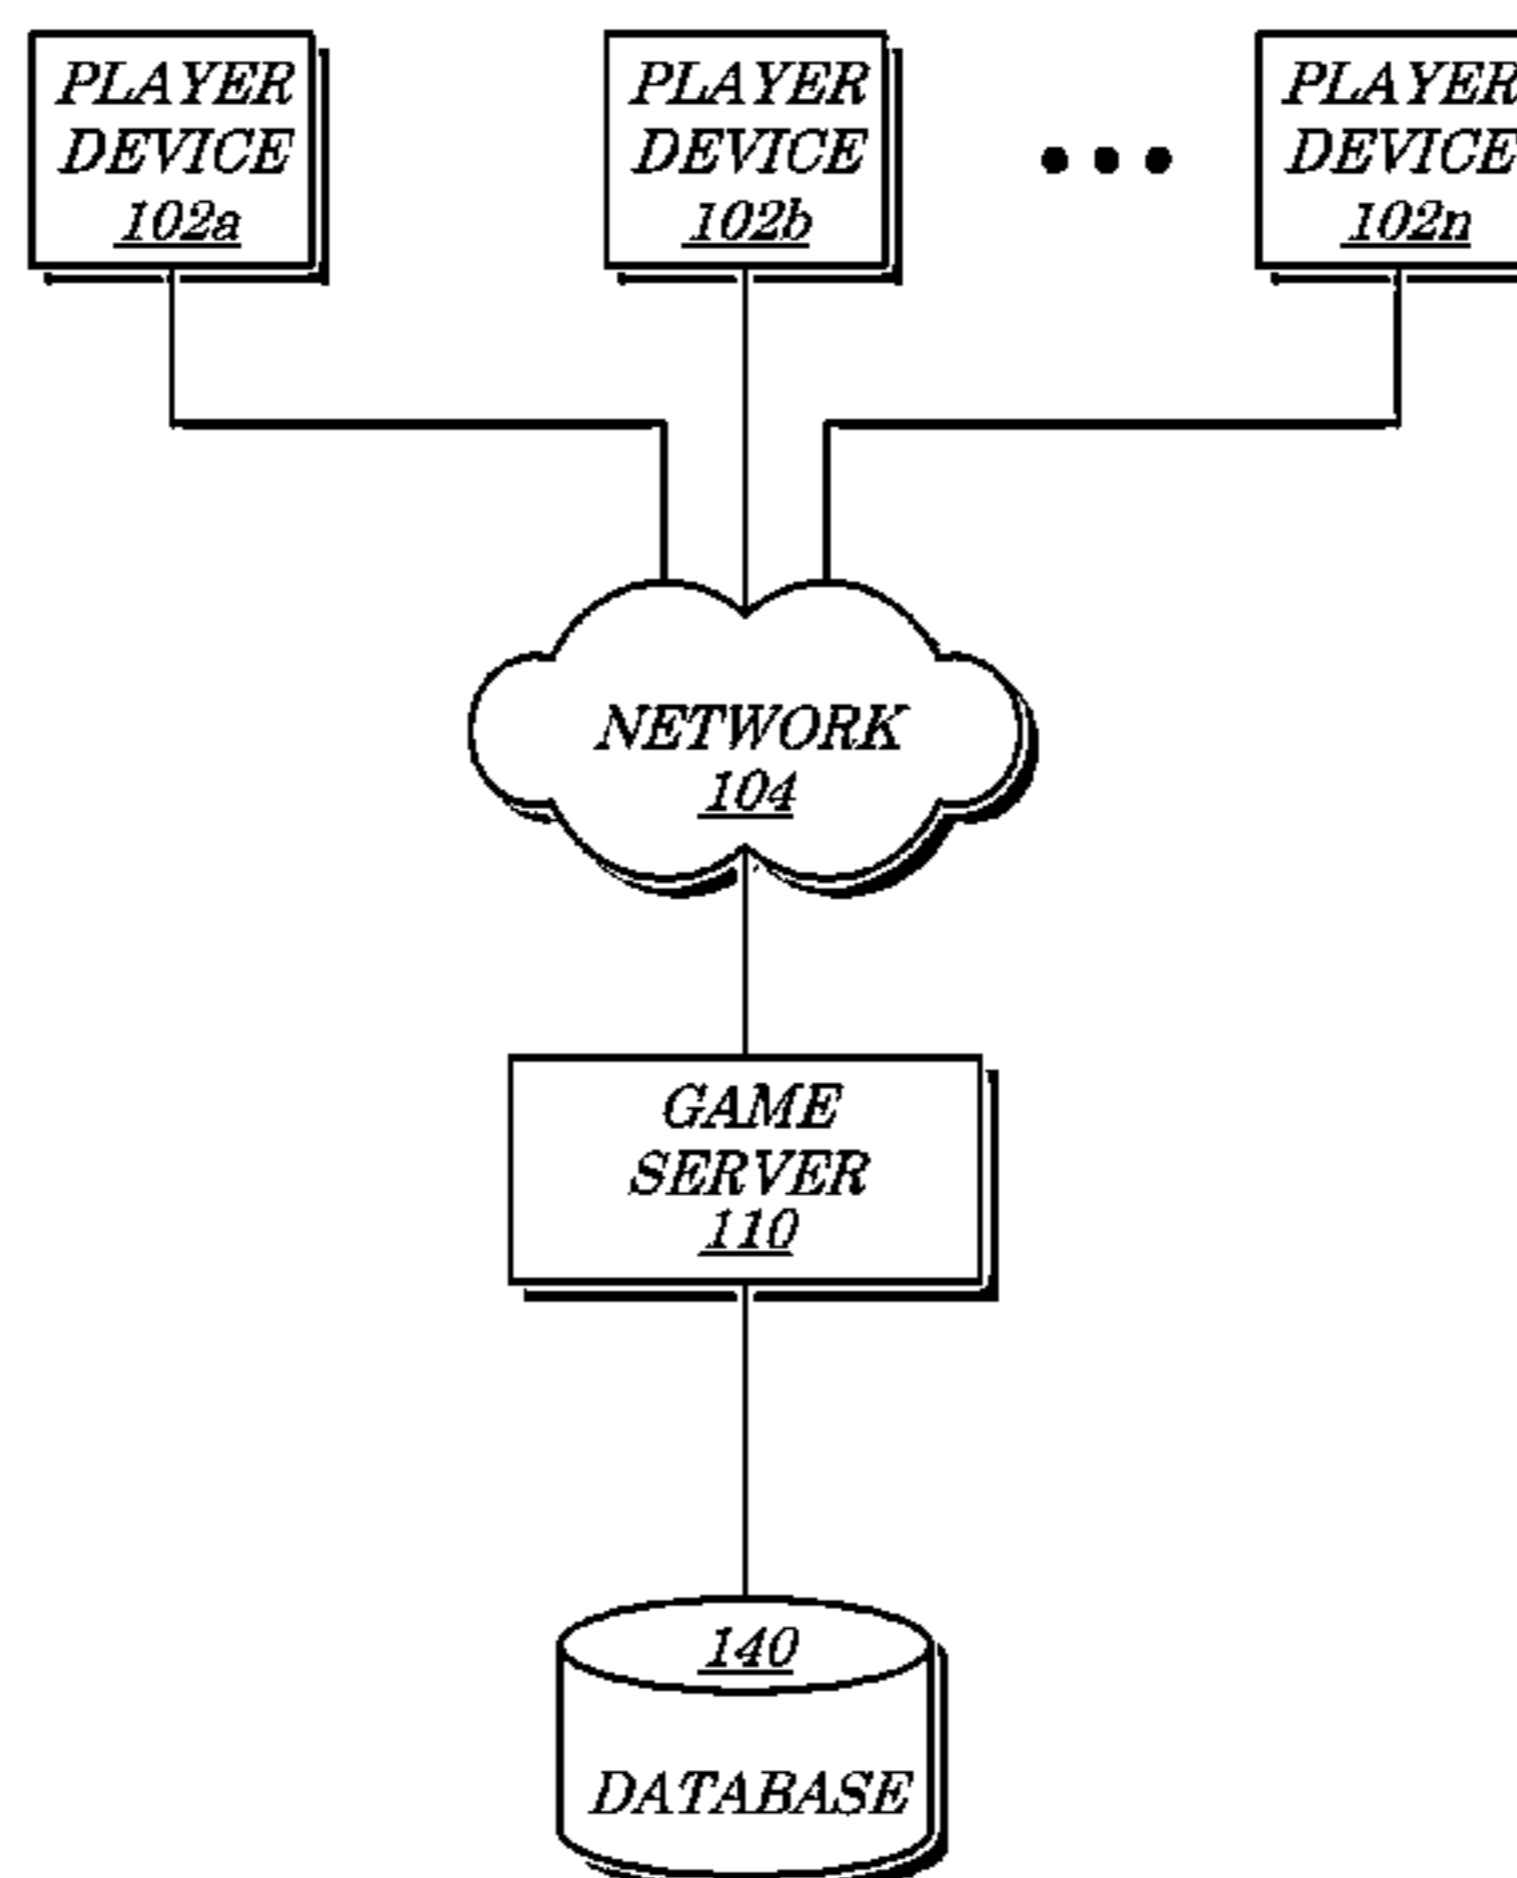 PLAYER
DEVICE
102a
PLAYER
DEVICE
102b
PLAYER
DEVICE
102n
NETWORK
104
GAME
SERVER
110
140
DATABASE